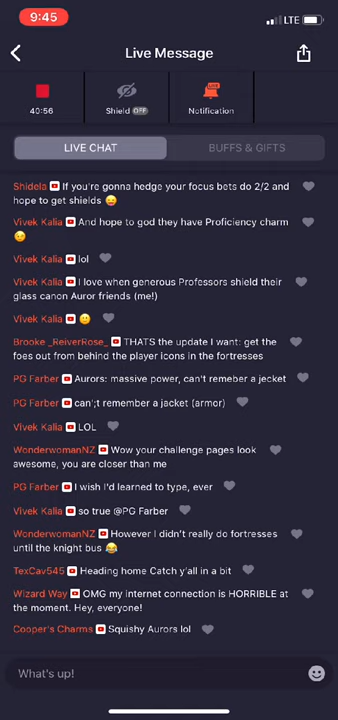 9:45
LTE
Live Message
40:56
Shield OFF
LIVE
Notification
LIVE CHAT
BUFFS & GIFTS
Shidela If you're gonna hedge your focus bets do 2/2 and
hope to get shields 😄
Vivek Kalia And hope to god they have Proficiency charm
😉
Vivek Kalia lol
Vivek Kalia I love when generous Professors shield their
glass canon Auror friends (me!)
Vivek Kalia 🙂
Brooke _ReiverRose_ THATS the update I want: get the
foes out from behind the player icons in the fortresses
PG Farber Aurors: massive power, can't remeber a jecket
PG Farber can';t remember a jacket (armor)
Vivek Kalia LOL
WonderwomanNZ Wow your challenge pages look
awesome, you are closer than me
PG Farber I wish I'd learned to type, ever
Vivek Kalia so true @PG Farber
WonderwomanNZ However I didn't really do fortresses
until the knight bus 😂
TexCav545 Heading home Catch y'all in a bit
Wizard Way OMG my internet connection is HORRIBLE at
the moment. Hey, everyone!
Cooper's Charms Squishy Aurors lol
What's up!